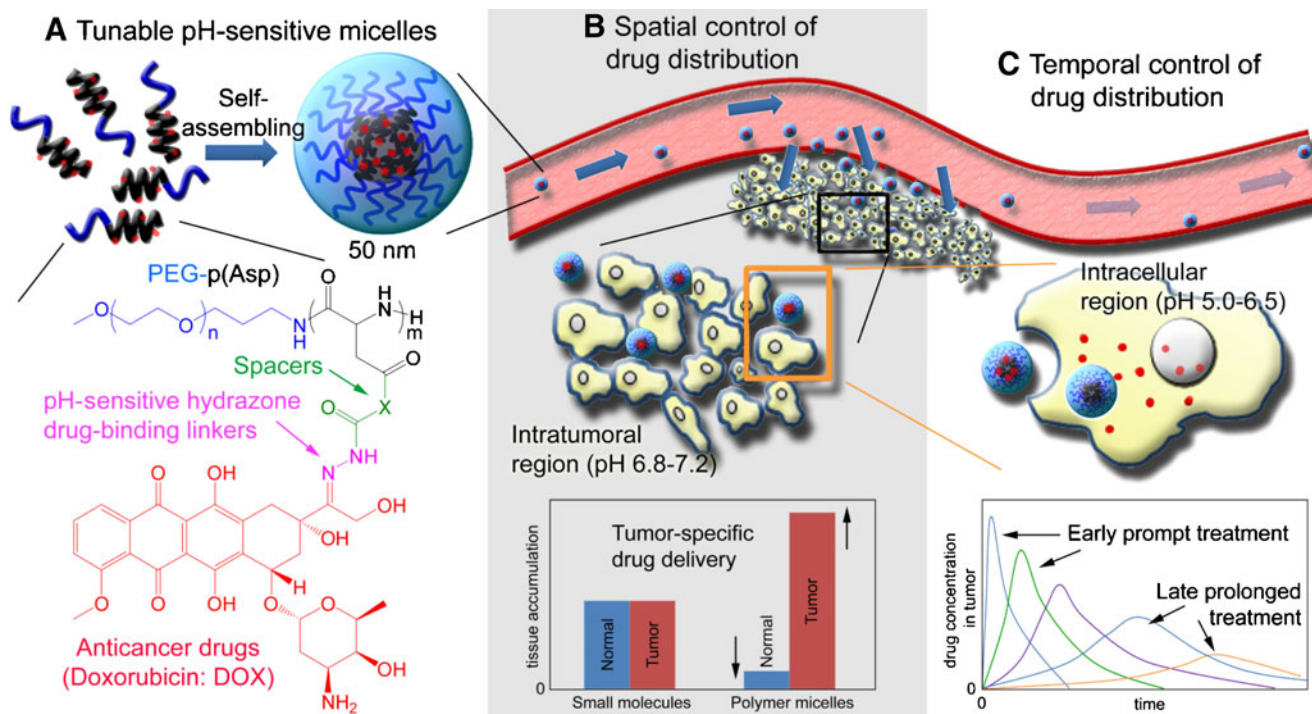 A Tunable pH-sensitive micelles
Self-
assembling
50 nm
PEG-p(Asp)
O
H
N
O
O
n
N
H
m
O
Spacers
X
pH-sensitive hydrazone
drug-binding linkers
O
NH
N
O
OH
OH
OH
O
O
OH
H
O
O
Anticancer drugs
(Doxorubicin: DOX)
OH
NH2
B Spatial control of
drug distribution
Intratumoral
region (pH 6.8-7.2)
Tumor-specific
drug delivery
tissue accumulation
Normal
Tumor
Normal
Tumor
0
Small molecules
Polymer micelles
C Temporal control of
drug distribution
Intracellular
region (pH 5.0-6.5)
Early prompt treatment
Late prolonged
treatment
drug concentration
in tumor
0
time